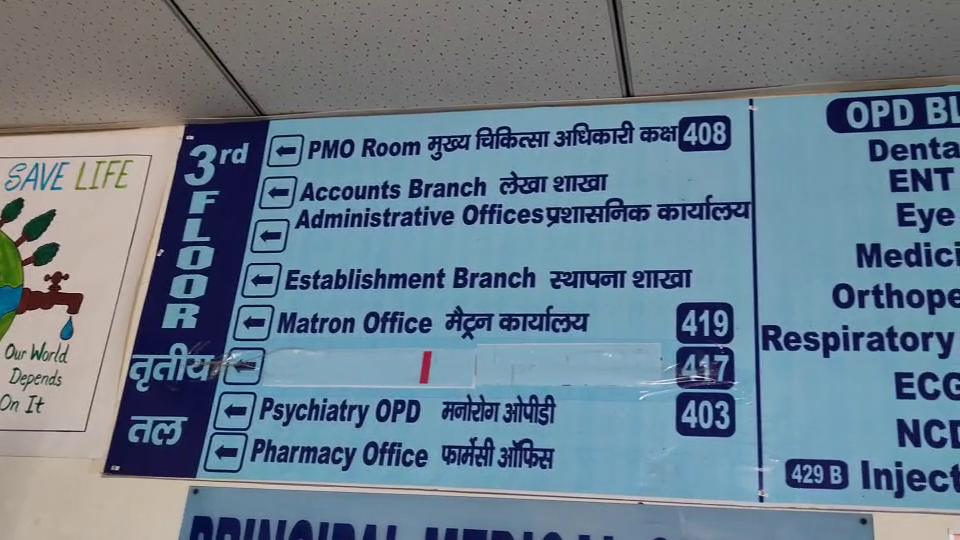 SAVE LIFE
Our World
Depends
On It
3rd
FLOOR
तृतीय
तल
PMO Room मुख्य चिकित्सा अधिकारी कक्ष 408
Accounts Branch लेखा शाखा
Administrative Offices प्रशासनिक कार्यालय
Establishment Branch स्थापना शाखा
Matron Office मैट्रन कार्यालय 419
417
Psychiatry OPD मनोरोग ओपीडी 403
Pharmacy Office फार्मेसी ऑफिस
OPD BL
Denta
ENT
Eye
Medici
Orthope
Respiratory
ECG
NCD
429 B Inject
PRINCIPAL MEDICAL